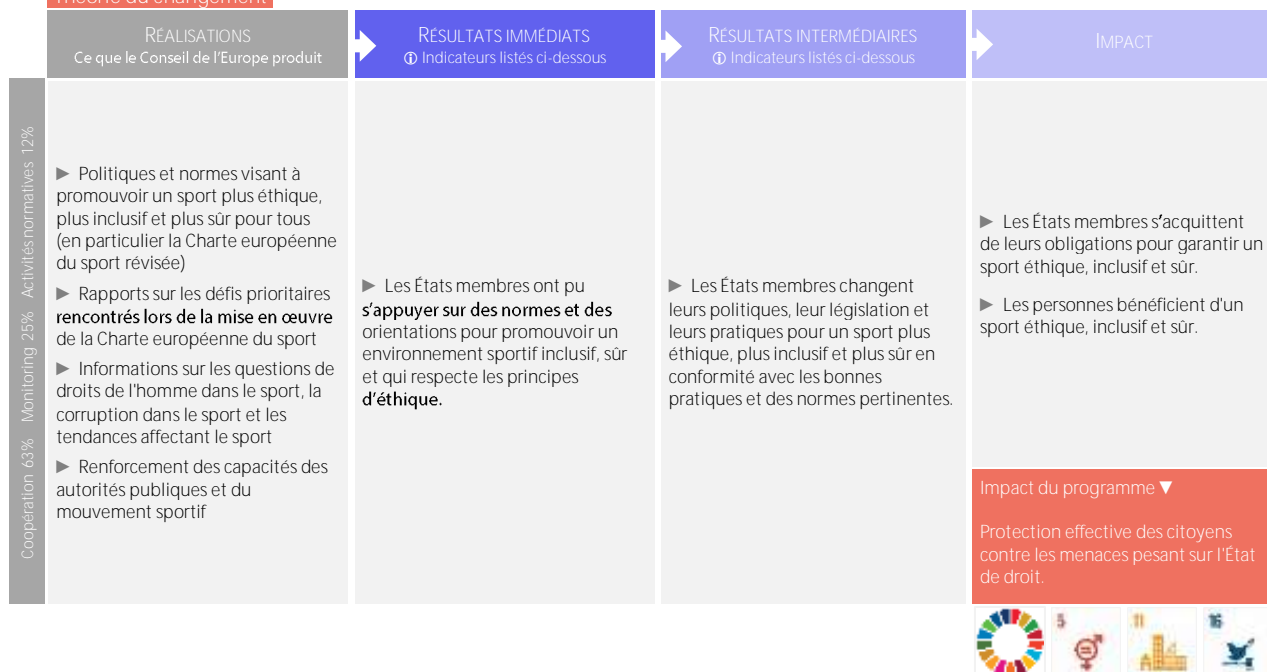 Théorie du changement
RÉALISATIONS
Ce que le Conseil de l'Europe produit
RÉSULTATS IMMÉDIATS
ⓘ Indicateurs listés ci-dessous
RÉSULTATS INTERMÉDIAIRES
ⓘ Indicateurs listés ci-dessous
IMPACT
Coopération 63% Monitoring 25% Activités normatives 12%
► Politiques et normes visant à
promouvoir un sport plus éthique,
plus inclusif et plus sûr pour tous
(en particulier la Charte européenne
du sport révisée)
► Rapports sur les défis prioritaires
rencontrés lors de la mise en œuvre
de la Charte européenne du sport
► Informations sur les questions de
droits de l'homme dans le sport, la
corruption dans le sport et les
tendances affectant le sport
► Renforcement des capacités des
autorités publiques et du
mouvement sportif
► Les États membres ont pu
s'appuyer sur des normes et des
orientations pour promouvoir un
environnement sportif inclusif, sûr
et qui respecte les principes
d'éthique.
► Les États membres changent
leurs politiques, leur législation et
leurs pratiques pour un sport plus
éthique, plus inclusif et plus sûr en
conformité avec les bonnes
pratiques et des normes pertinentes.
► Les États membres s'acquittent
de leurs obligations pour garantir un
sport éthique, inclusif et sûr.
► Les personnes bénéficient d'un
sport éthique, inclusif et sûr.
Impact du programme ▼
Protection effective des citoyens
contre les menaces pesant sur l'État
de droit.
5
11
16